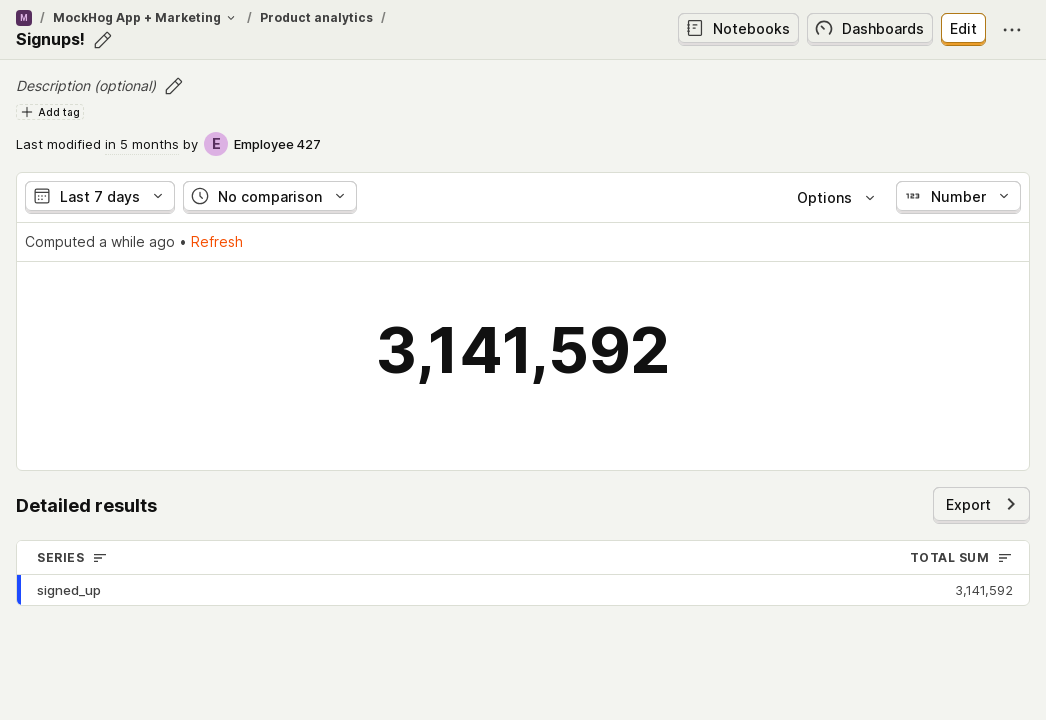 M / MockHog App + Marketing / Product analytics /
Signups!
Notebooks
Dashboards
Edit
Description (optional)
Add tag
Last modified in 5 months by E Employee 427
Last 7 days
No comparison
Options
123 Number
Computed a while ago • Refresh
3,141,592
Detailed results
Export
SERIES
TOTAL SUM
signed_up
3,141,592